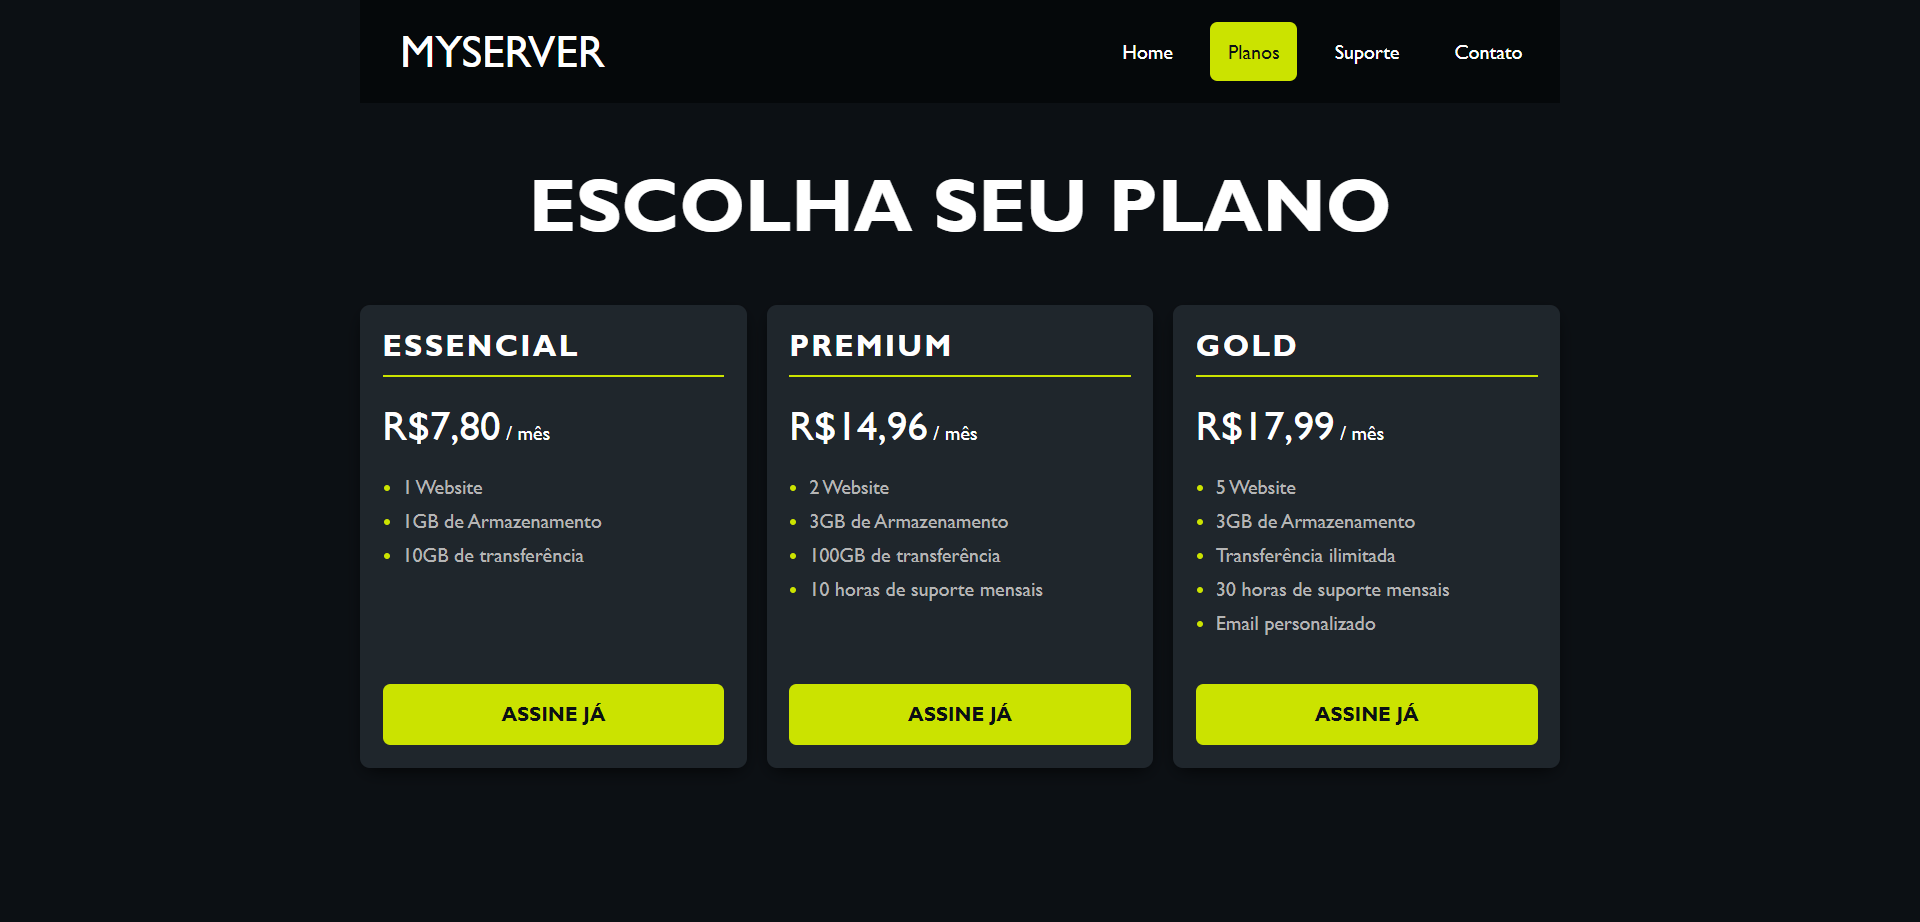 MYSERVER
Home Planos Suporte Contato
ESCOLHA SEU PLANO
ESSENCIAL
R$7,80 / mês
1 Website
1GB de Armazenamento
10GB de transferência
ASSINE JÁ
PREMIUM
R$14,96 / mês
2 Website
3GB de Armazenamento
100GB de transferência
10 horas de suporte mensais
ASSINE JÁ
GOLD
R$17,99 / mês
5 Website
3GB de Armazenamento
Transferência ilimitada
30 horas de suporte mensais
Email personalizado
ASSINE JÁ